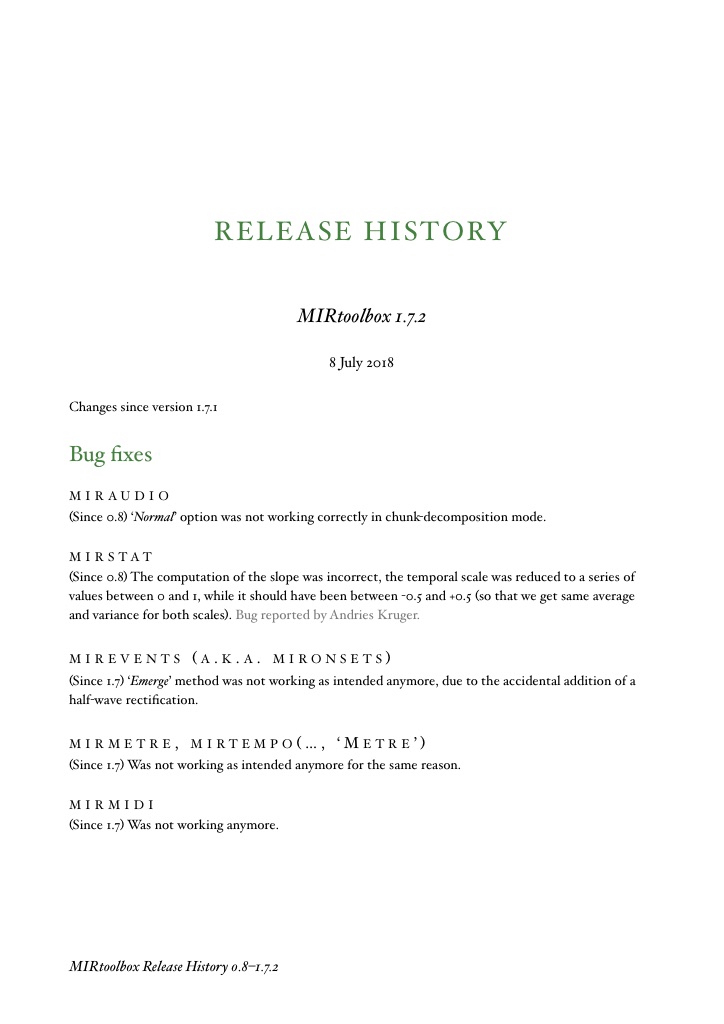 RELEASE HISTORY
MIRtoolbox 1.7.2
8 July 2018
Changes since version 1.7.1
Bug fixes
MIRAUDIO
(Since 0.8) ‘Normal’ option was not working correctly in chunk-decomposition mode.
MIRSTAT
(Since 0.8) The computation of the slope was incorrect, the temporal scale was reduced to a series of
values between 0 and 1, while it should have been between -0.5 and +0.5 (so that we get same average
and variance for both scales). Bug reported by Andries Kruger.
MIREVENTS (A.K.A. MIRONSETS)
(Since 1.7) ‘Emerge’ method was not working as intended anymore, due to the accidental addition of a
half-wave rectification.
MIRMETRE, MIRTEMPO(…, ‘METRE’)
(Since 1.7) Was not working as intended anymore for the same reason.
MIRMIDI
(Since 1.7) Was not working anymore.
MIRtoolbox Release History 0.8–1.7.2